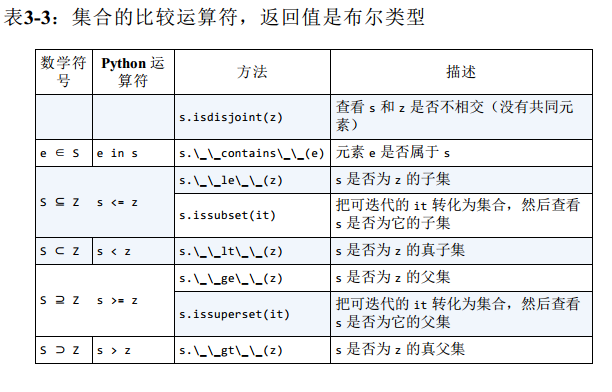 表3-3：集合的比较运算符，返回值是布尔类型
数学符号 Python 运算符 方法 描述
s.isdisjoint(z) 查看 s 和 z 是否不相交（没有共同元
素）
e ∈ S e in s s.\_\_contains\_\_(e) 元素 e 是否属于 s
S ⊆ Z s <= z s.\_\_le\_\_(z) s 是否为 z 的子集
s.issubset(it) 把可迭代的 it 转化为集合，然后查看
s 是否为它的子集
S ⊂ Z s < z s.\_\_lt\_\_(z) s 是否为 z 的真子集
S ⊇ Z s >= z s.\_\_ge\_\_(z) s 是否为 z 的父集
s.issuperset(it) 把可迭代的 it 转化为集合，然后查看
s 是否为它的父集
S ⊃ Z s > z s.\_\_gt\_\_(z) s 是否为 z 的真父集